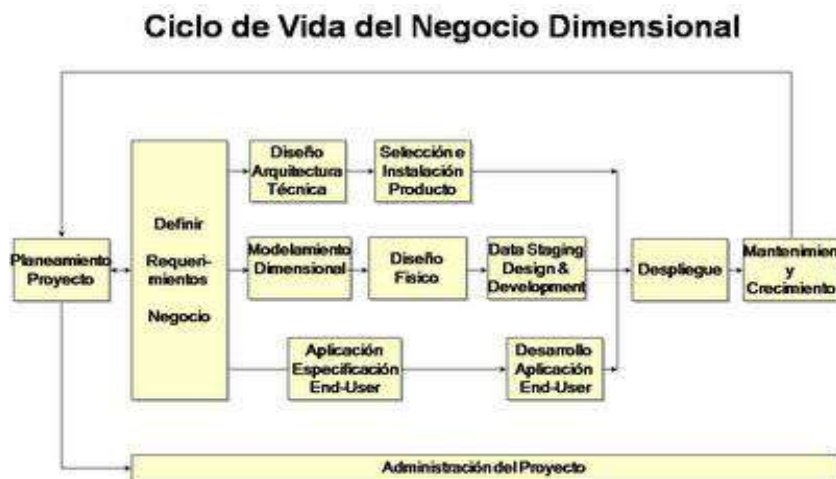 Ciclo de Vida del Negocio Dimensional
Diseño
Arquitectura
Técnica
Selección e
Instalación
Producto
Definir
Requeri-
mientos
Negocio
Planeamiento
Proyecto
Modelamiento
Dimensional
Diseño
Fisico
Data Staging
Design &
Development
Despliegue
Mantenimien
y
Crecimiento
Aplicación
Especificación
End-User
Desarrollo
Aplicación
End-User
Administración del Proyecto